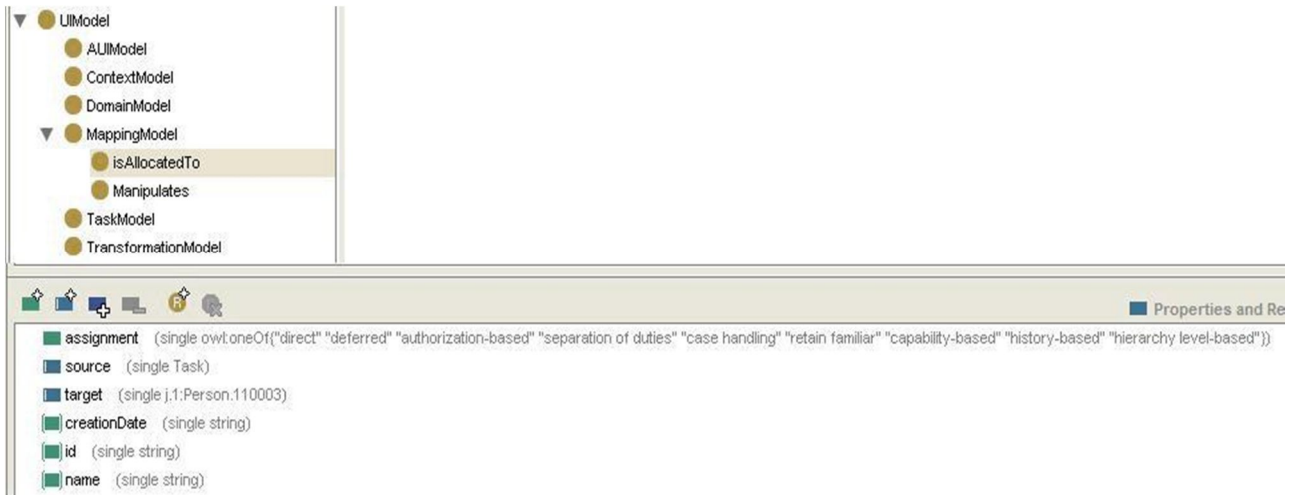 UIModel
AUIModel
ContextModel
DomainModel
MappingModel
isAllocatedTo
Manipulates
TaskModel
TransformationModel
R
Properties and Re
assignment (single owl:oneOf{"direct" "deferred" "authorization-based" "separation of duties" "case handling" "retain familiar" "capability-based" "history-based" "hierarchy level-based"})
source (single Task)
target (single j.1:Person.110003)
creationDate (single string)
id (single string)
name (single string)